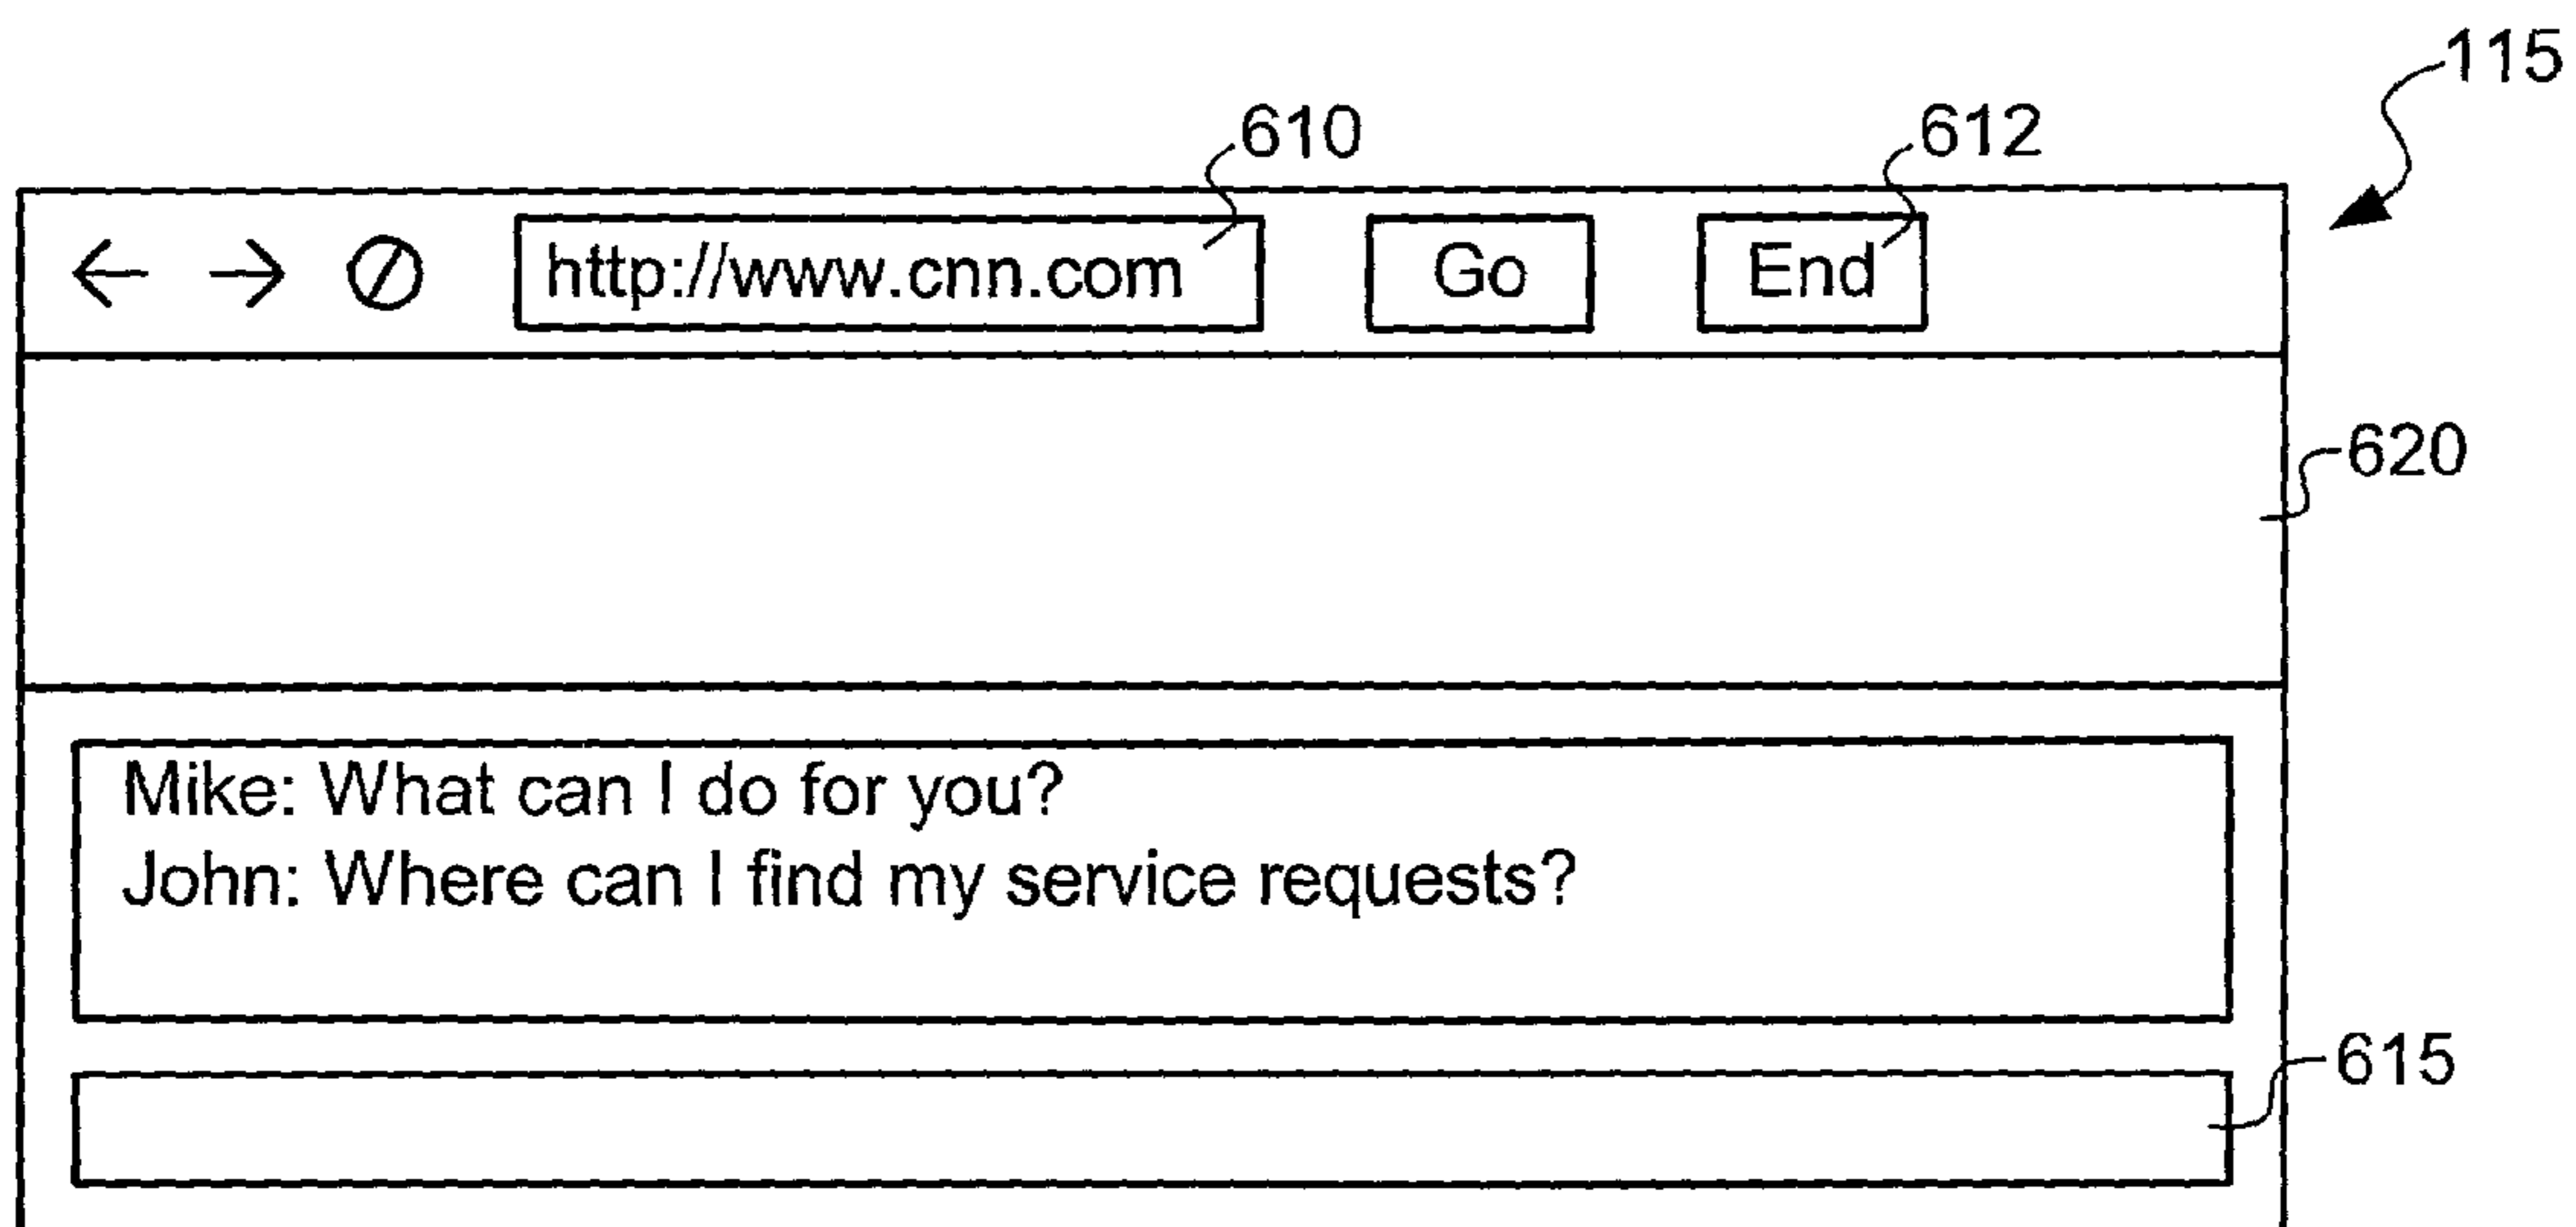 115
610
612
http://www.cnn.com
Go
End
620
Mike: What can I do for you?
John: Where can I find my service requests?
615